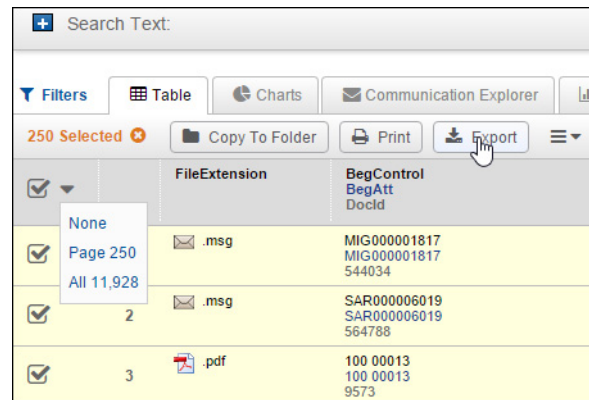 Search Text:
Filters
Table
Charts
Communication Explorer
250 Selected
Copy To Folder
Print
Export
FileExtension
BegControl
BegAtt
DocId
None
Page 250
All 11,928
.msg
MIG000001817
MIG000001817
544034
2
.msg
SAR000006019
SAR000006019
564788
3
.pdf
100 00013
100 00013
9573